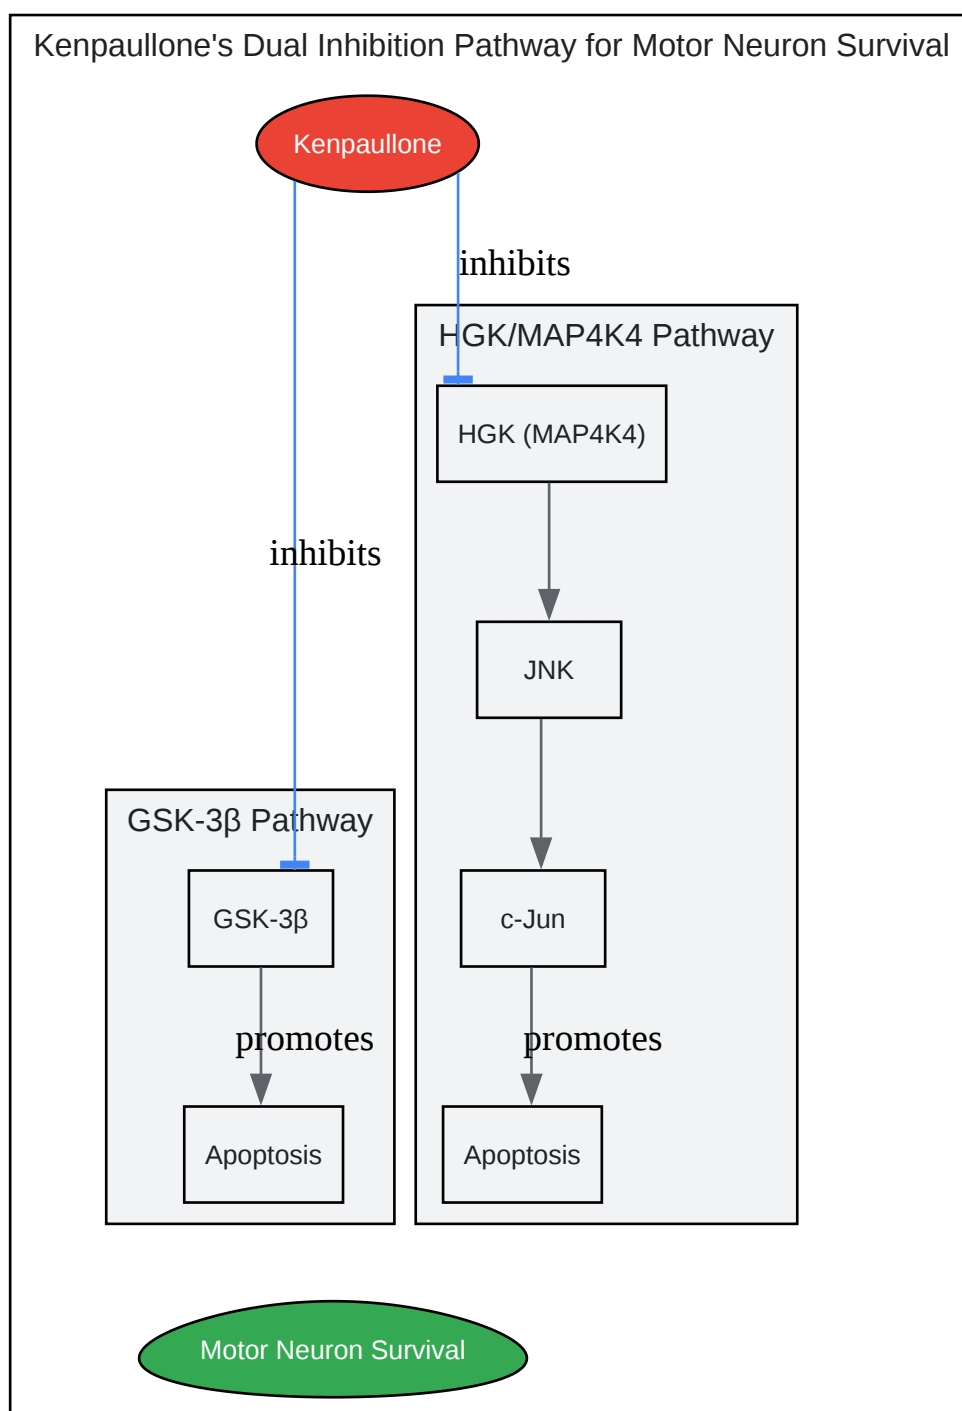 Kenpaullone's Dual Inhibition Pathway for Motor Neuron Survival
Kenpaullone
inhibits
HGK/MAP4K4 Pathway
HGK (MAP4K4)
inhibits
JNK
GSK-3β Pathway
GSK-3β
c-Jun
promotes
promotes
Apoptosis
Apoptosis
Motor Neuron Survival